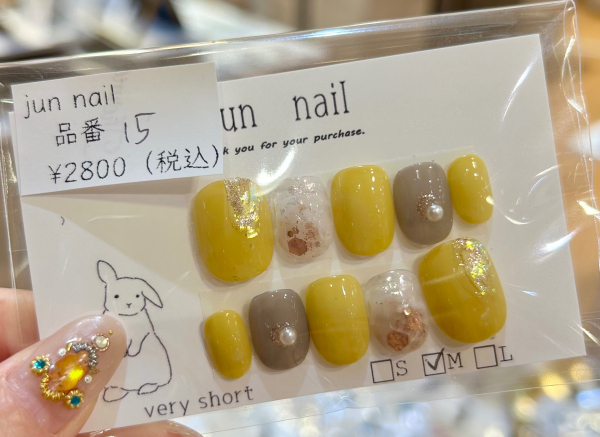 jun nail
品番 15
¥2800 (税込)
un nail
k you for your purchase.
very short
S M L